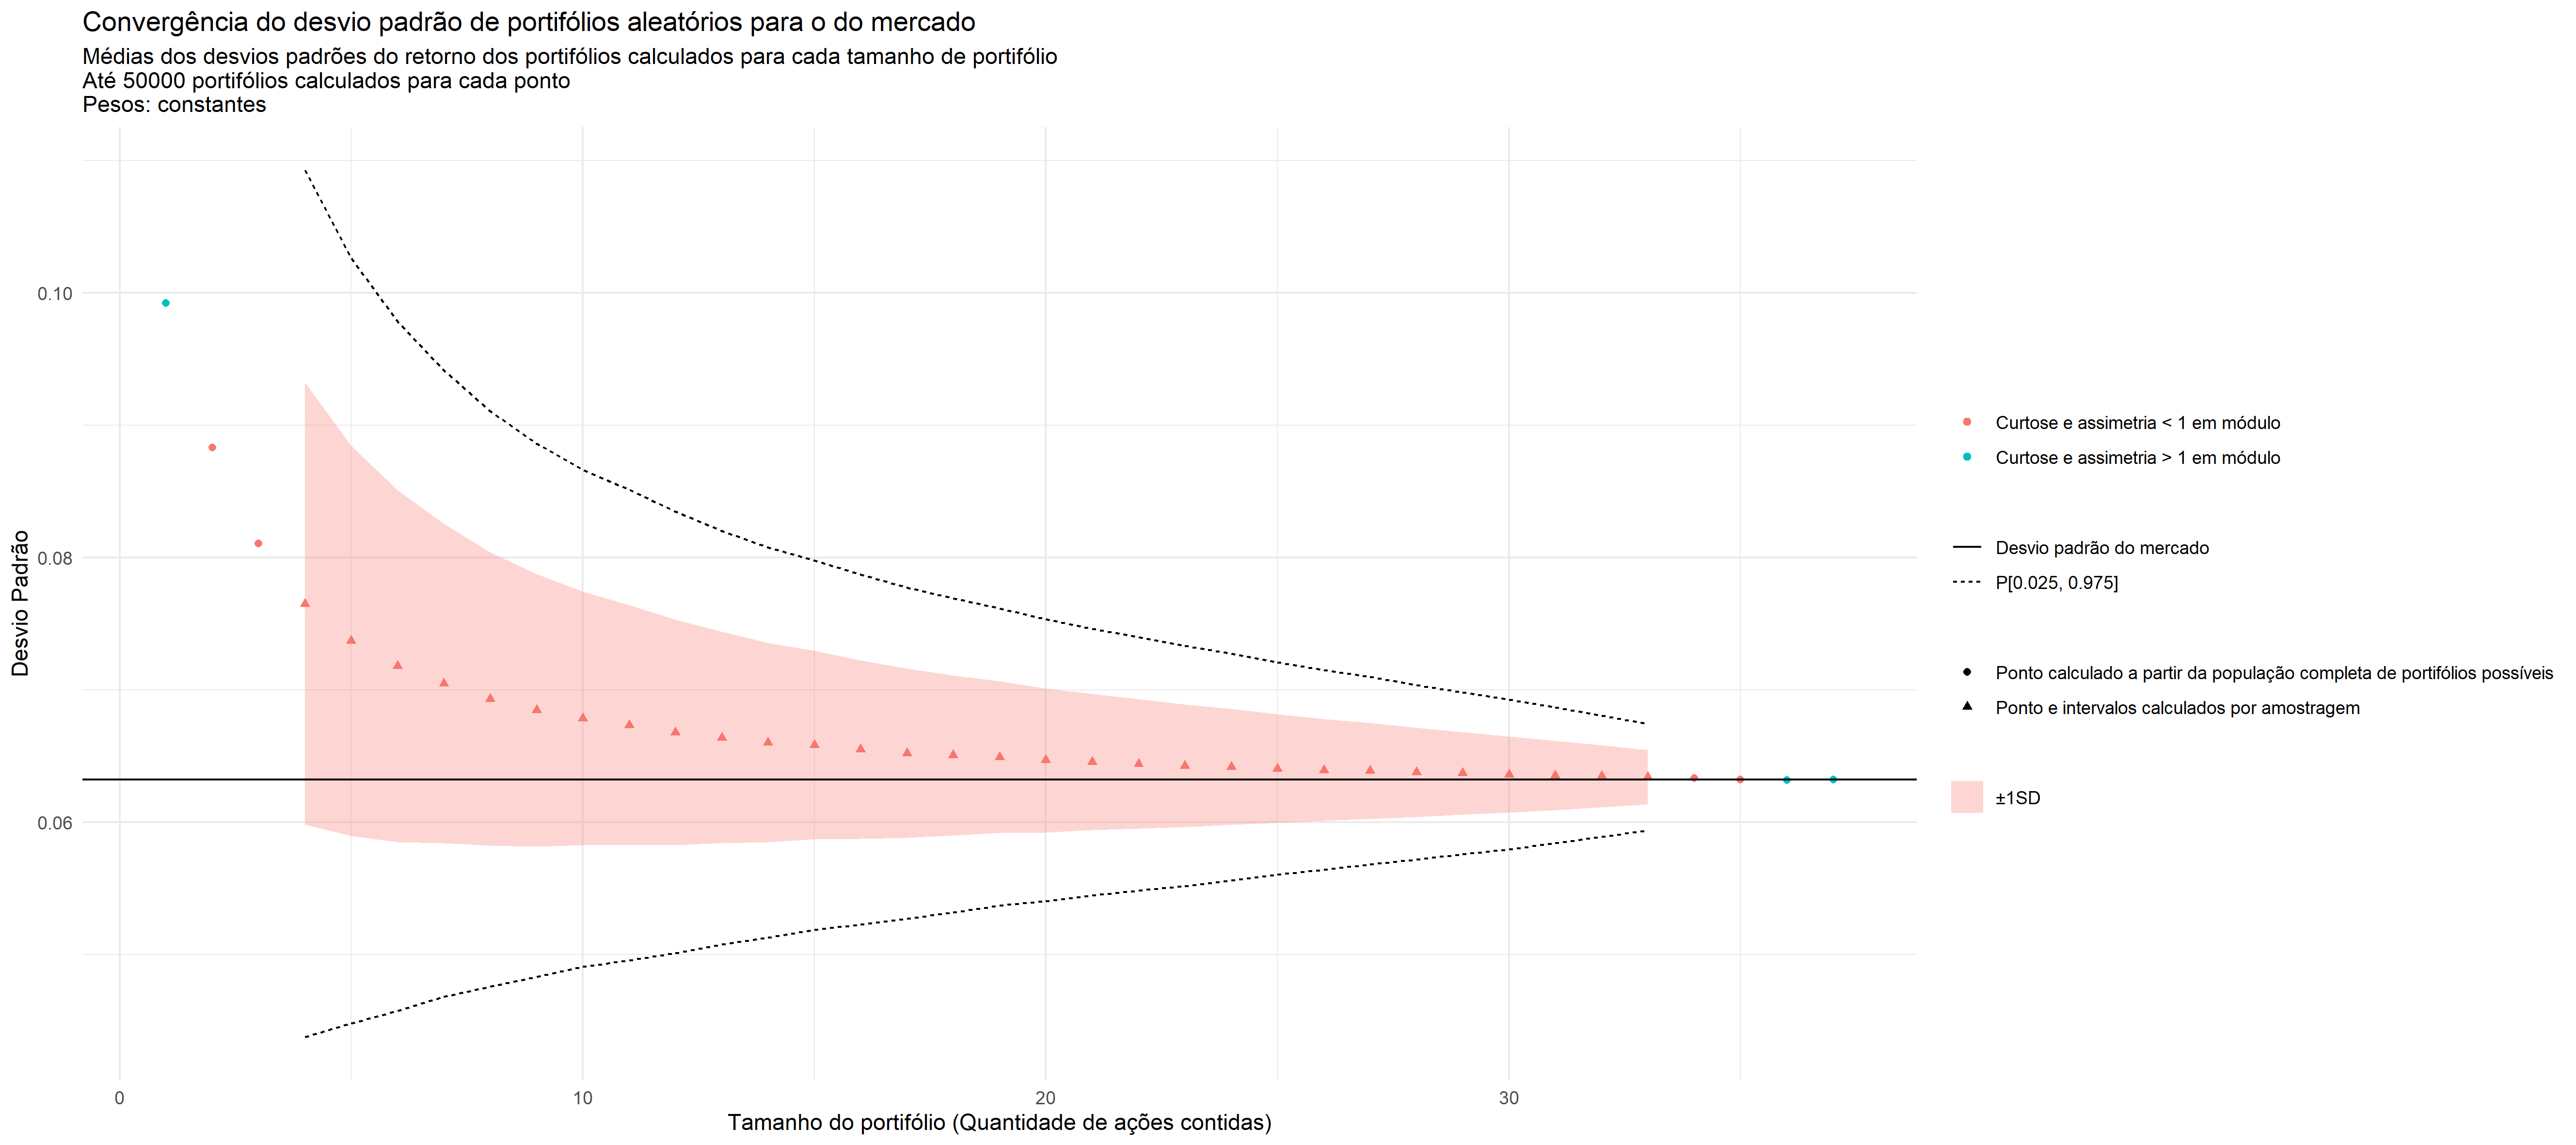 Convergência do desvio padrão de portifólios aleatórios para o do mercado
Médias dos desvios padrões do retorno dos portifólios calculados para cada tamanho de portifólio
Até 50000 portifólios calculados para cada ponto
Pesos: constantes
Desvio Padrão
0.10
0.08
0.06
0
10
20
30
Tamanho do portifólio (Quantidade de ações contidas)
Curtose e assimetria < 1 em módulo
Curtose e assimetria > 1 em módulo
Desvio padrão do mercado
P[0.025, 0.975]
Ponto calculado a partir da população completa de portifólios possíveis
Ponto e intervalos calculados por amostragem
±1SD